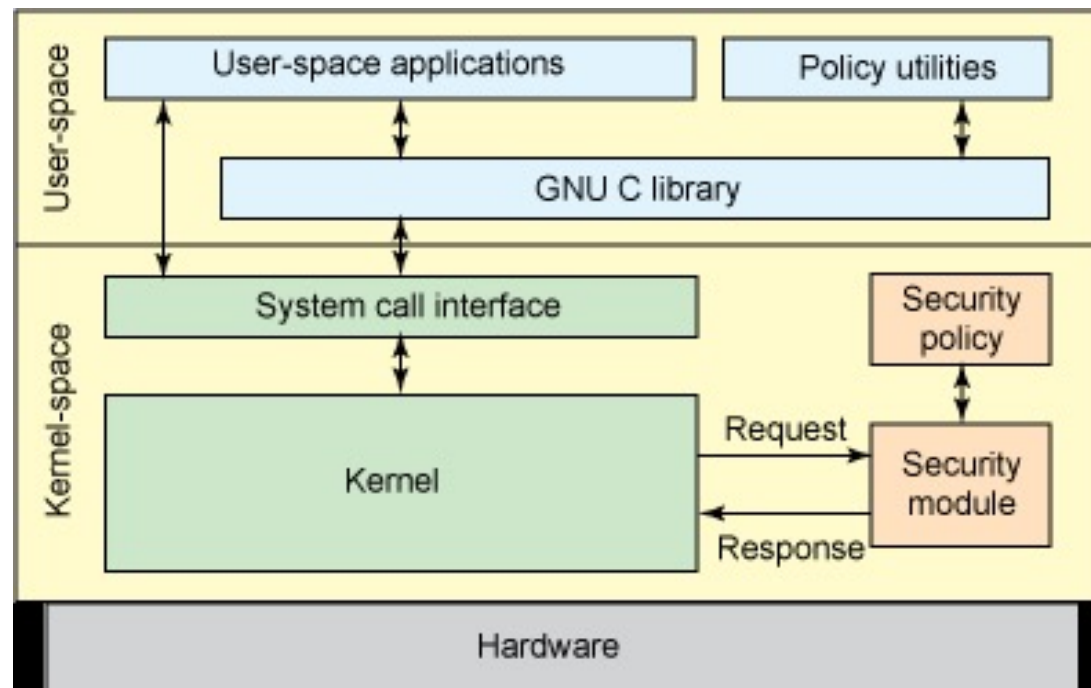 User-space
User-space applications
Policy utilities
GNU C library
Kernel-space
System call interface
Security
policy
Kernel
Request
Security
module
Response
Hardware